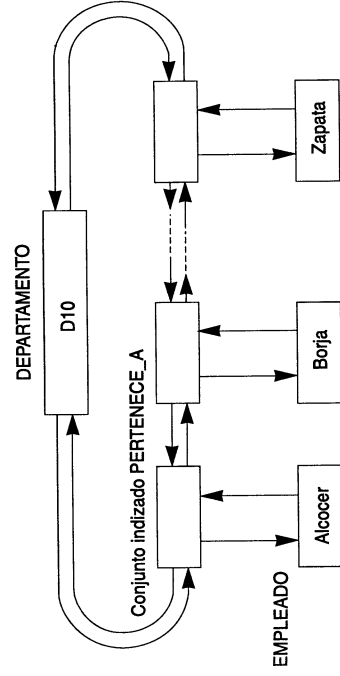 DEPARTAMENTO
D10
Conjunto indizado PERTENECE_A
EMPLEADO
Alcocer
Borja
Zapata